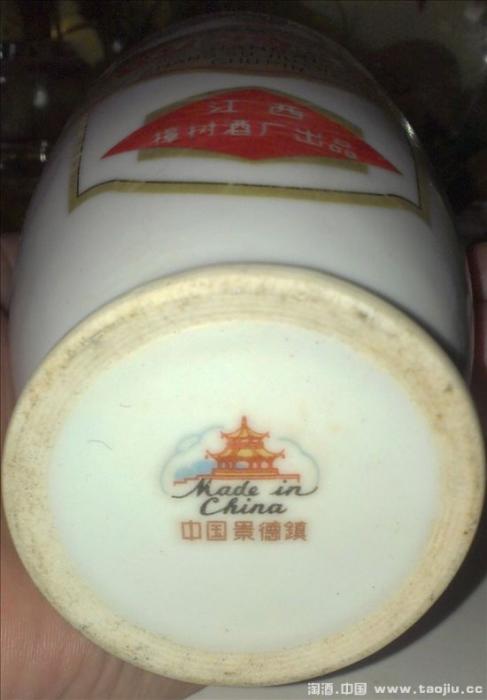 江西
樟树酒厂出品
Made in
China
中国景德鎮
淘酒.中国 www.taojiu.cc